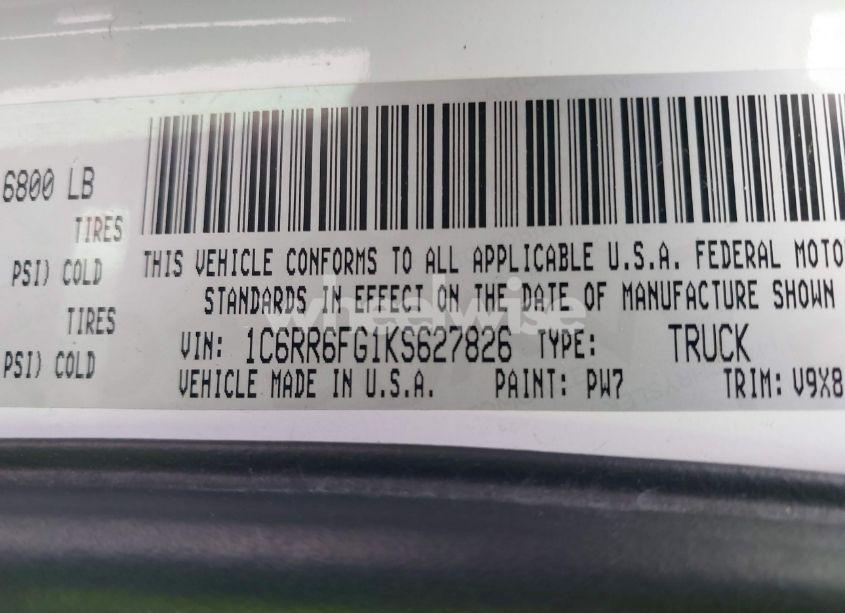 6800 LB
TIRES
PSI) COLD
TIRES
PSI) COLD
THIS VEHICLE CONFORMS TO ALL APPLICABLE U.S.A. FEDERAL MOTO
STANDARDS IN EFFECT ON THE DATE OF MANUFACTURE SHOWN
VIN: 1C6RR6FG1KS627826 TYPE: TRUCK
VEHICLE MADE IN U.S.A. PAINT: PW7 TRIM: V9X8
wheelwise